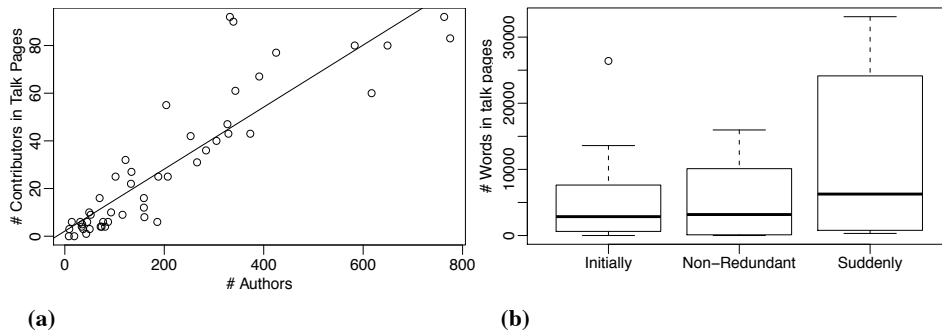 # Contributors in Talk Pages
0 20 40 60 80
0 200 400 600 800
# Authors
(a)
# Words in talk pages
0 10000 20000 30000
Initially Non−Redundant Suddenly
(b)